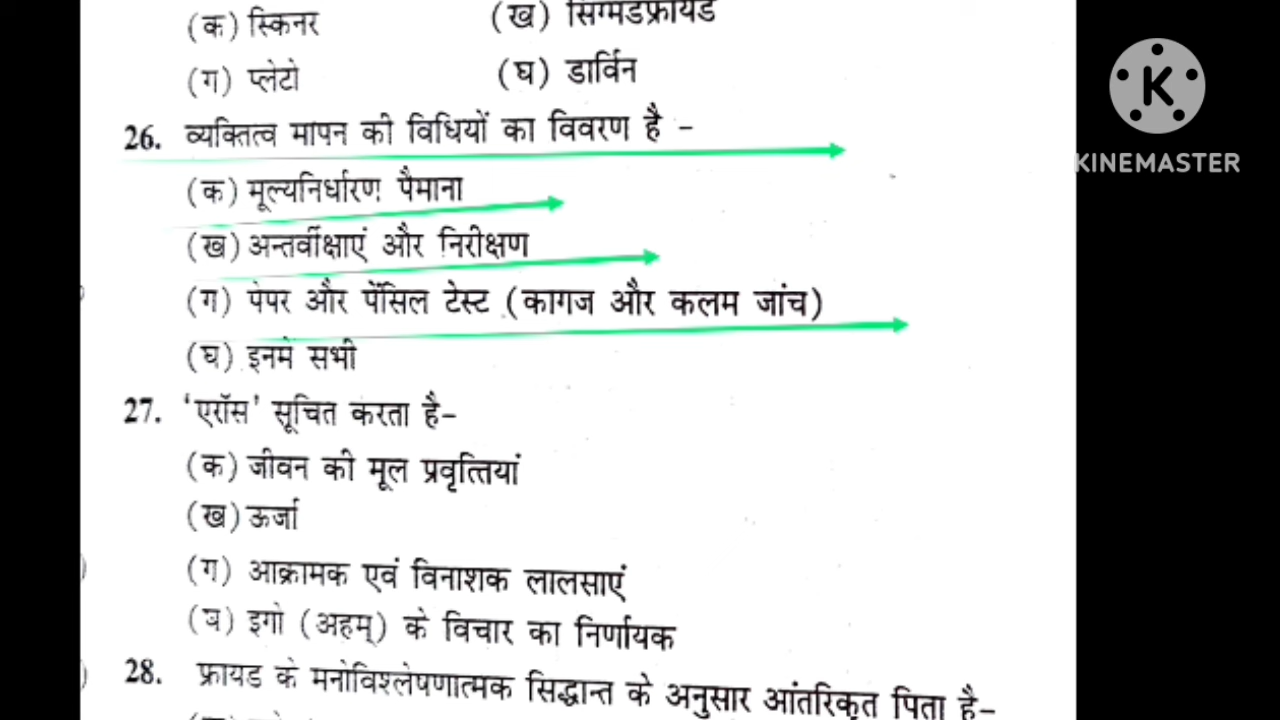 (क) स्किनर (ख) सिग्मडफ्रायड
(ग) प्लेटो (घ) डार्विन
26. व्यक्तित्व मापन की विधियों का विवरण है -
(क) मूल्यनिर्धारण पैमाना
(ख) अन्तर्वीक्षाएं और निरीक्षण
(ग) पेपर और पेंसिल टेस्ट (कागज और कलम जांच)
(घ) इनमे सभी
27. 'एरॉस' सूचित करता है-
(क) जीवन की मूल प्रवृत्तियां
(ख) ऊर्जा
(ग) आक्रामक एवं विनाशक लालसाएं
(घ) इगो (अहम्) के विचार का निर्णायक
28. फ्रायड के मनोविश्लेषणात्मक सिद्धान्त के अनुसार आंतरिकृत पिता है-
K
KINEMASTER